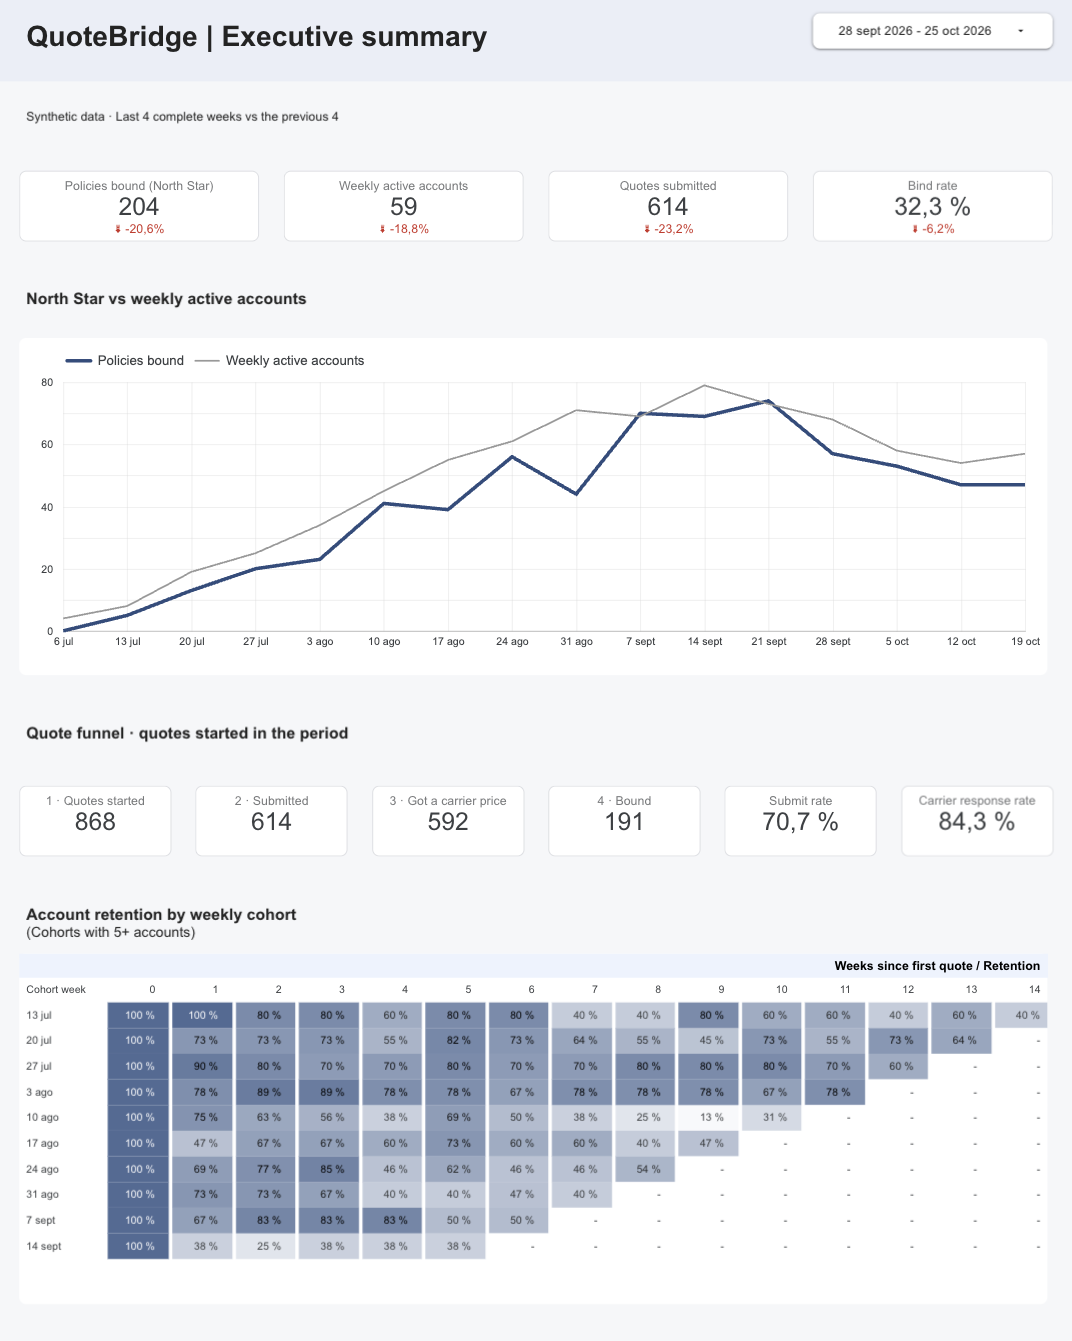 QuoteBridge | Executive summary
28 sept 2026 - 25 oct 2026
Synthetic data · Last 4 complete weeks vs the previous 4
Policies bound (North Star)
204
-20,6%
Weekly active accounts
59
-18,8%
Quotes submitted
614
-23,2%
Bind rate
32,3 %
-6,2%
North Star vs weekly active accounts
Policies bound Weekly active accounts
80
60
40
20
0
6 jul 13 jul 20 jul 27 jul 3 ago 10 ago 17 ago 24 ago 31 ago 7 sept 14 sept 21 sept 28 sept 5 oct 12 oct 19 oct
Quote funnel · quotes started in the period
1 · Quotes started
868
2 · Submitted
614
3 · Got a carrier price
592
4 · Bound
191
Submit rate
70,7 %
Carrier response rate
84,3 %
Account retention by weekly cohort
(Cohorts with 5+ accounts)
Weeks since first quote / Retention
Cohort week 0 1 2 3 4 5 6 7 8 9 10 11 12 13 14
13 jul 100 % 100 % 80 % 80 % 60 % 80 % 80 % 40 % 40 % 80 % 60 % 60 % 40 % 60 % 40 %
20 jul 100 % 73 % 73 % 73 % 55 % 82 % 73 % 64 % 55 % 45 % 73 % 55 % 73 % 64 % -
27 jul 100 % 90 % 80 % 70 % 70 % 80 % 70 % 70 % 80 % 80 % 80 % 70 % 60 % - -
3 ago 100 % 78 % 89 % 89 % 78 % 78 % 67 % 78 % 78 % 78 % 67 % 78 % - - -
10 ago 100 % 75 % 63 % 56 % 38 % 69 % 50 % 38 % 25 % 13 % 31 % - - - -
17 ago 100 % 47 % 67 % 67 % 60 % 73 % 60 % 60 % 40 % 47 % - - - - -
24 ago 100 % 69 % 77 % 85 % 46 % 62 % 46 % 46 % 54 % - - - - - -
31 ago 100 % 73 % 73 % 67 % 40 % 40 % 47 % 40 % - - - - - - -
7 sept 100 % 67 % 83 % 83 % 83 % 50 % 50 % - - - - - - - -
14 sept 100 % 38 % 25 % 38 % 38 % 38 % - - - - - - - - -